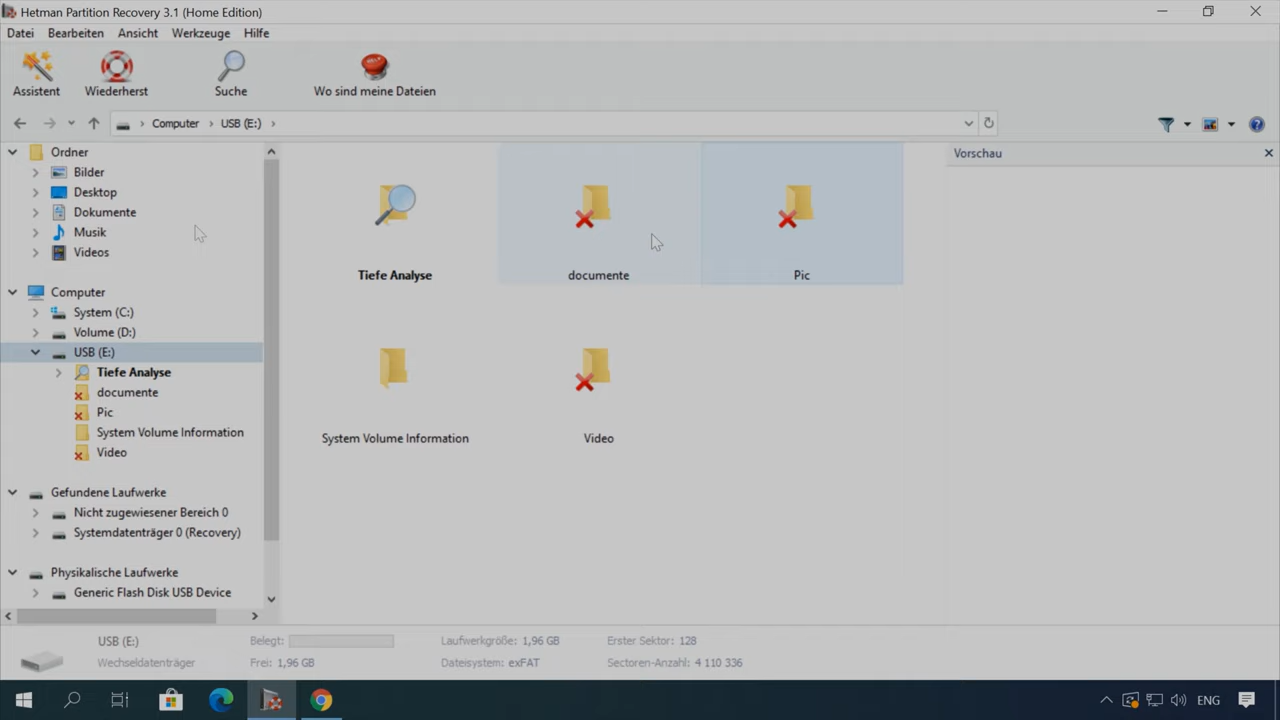 Hetman Partition Recovery 3.1 (Home Edition)
Datei Bearbeiten Ansicht Werkzeuge Hilfe
Assistent Wiederherst Suche Wo sind meine Dateien
Computer USB (E:)
Ordner
Bilder
Desktop
Dokumente
Musik
Videos
Computer
System (C:)
Volume (D:)
USB (E:)
Tiefe Analyse
documente
Pic
System Volume Information
Video
Gefundene Laufwerke
Nicht zugewiesener Bereich 0
Systemdatenträger 0 (Recovery)
Physikalische Laufwerke
Generic Flash Disk USB Device
Tiefe Analyse documente Pic
System Volume Information Video
Vorschau
USB (E:) Belegt: Laufwerkgröße: 1,96 GB Erster Sektor: 128
Wechseldatenträger Frei: 1,96 GB Dateisystem: exFAT Sectoren-Anzahl: 4 110 336
ENG